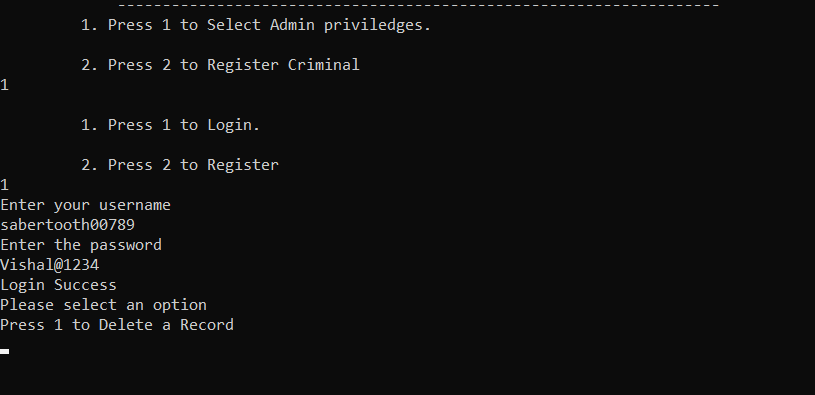 -------------------------------------------------------------------
1. Press 1 to Select Admin priviledges.
2. Press 2 to Register Criminal
1
1. Press 1 to Login.
2. Press 2 to Register
1
Enter your username
sabertooth00789
Enter the password
Vishal@1234
Login Success
Please select an option
Press 1 to Delete a Record